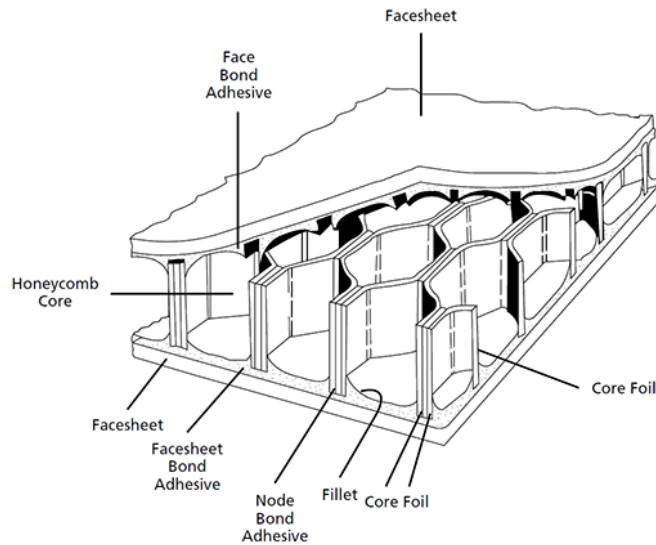 Facesheet
Face
Bond
Adhesive
Honeycomb
Core
Core Foil
Facesheet
Facesheet
Bond
Adhesive
Node
Bond
Adhesive
Fillet
Core Foil